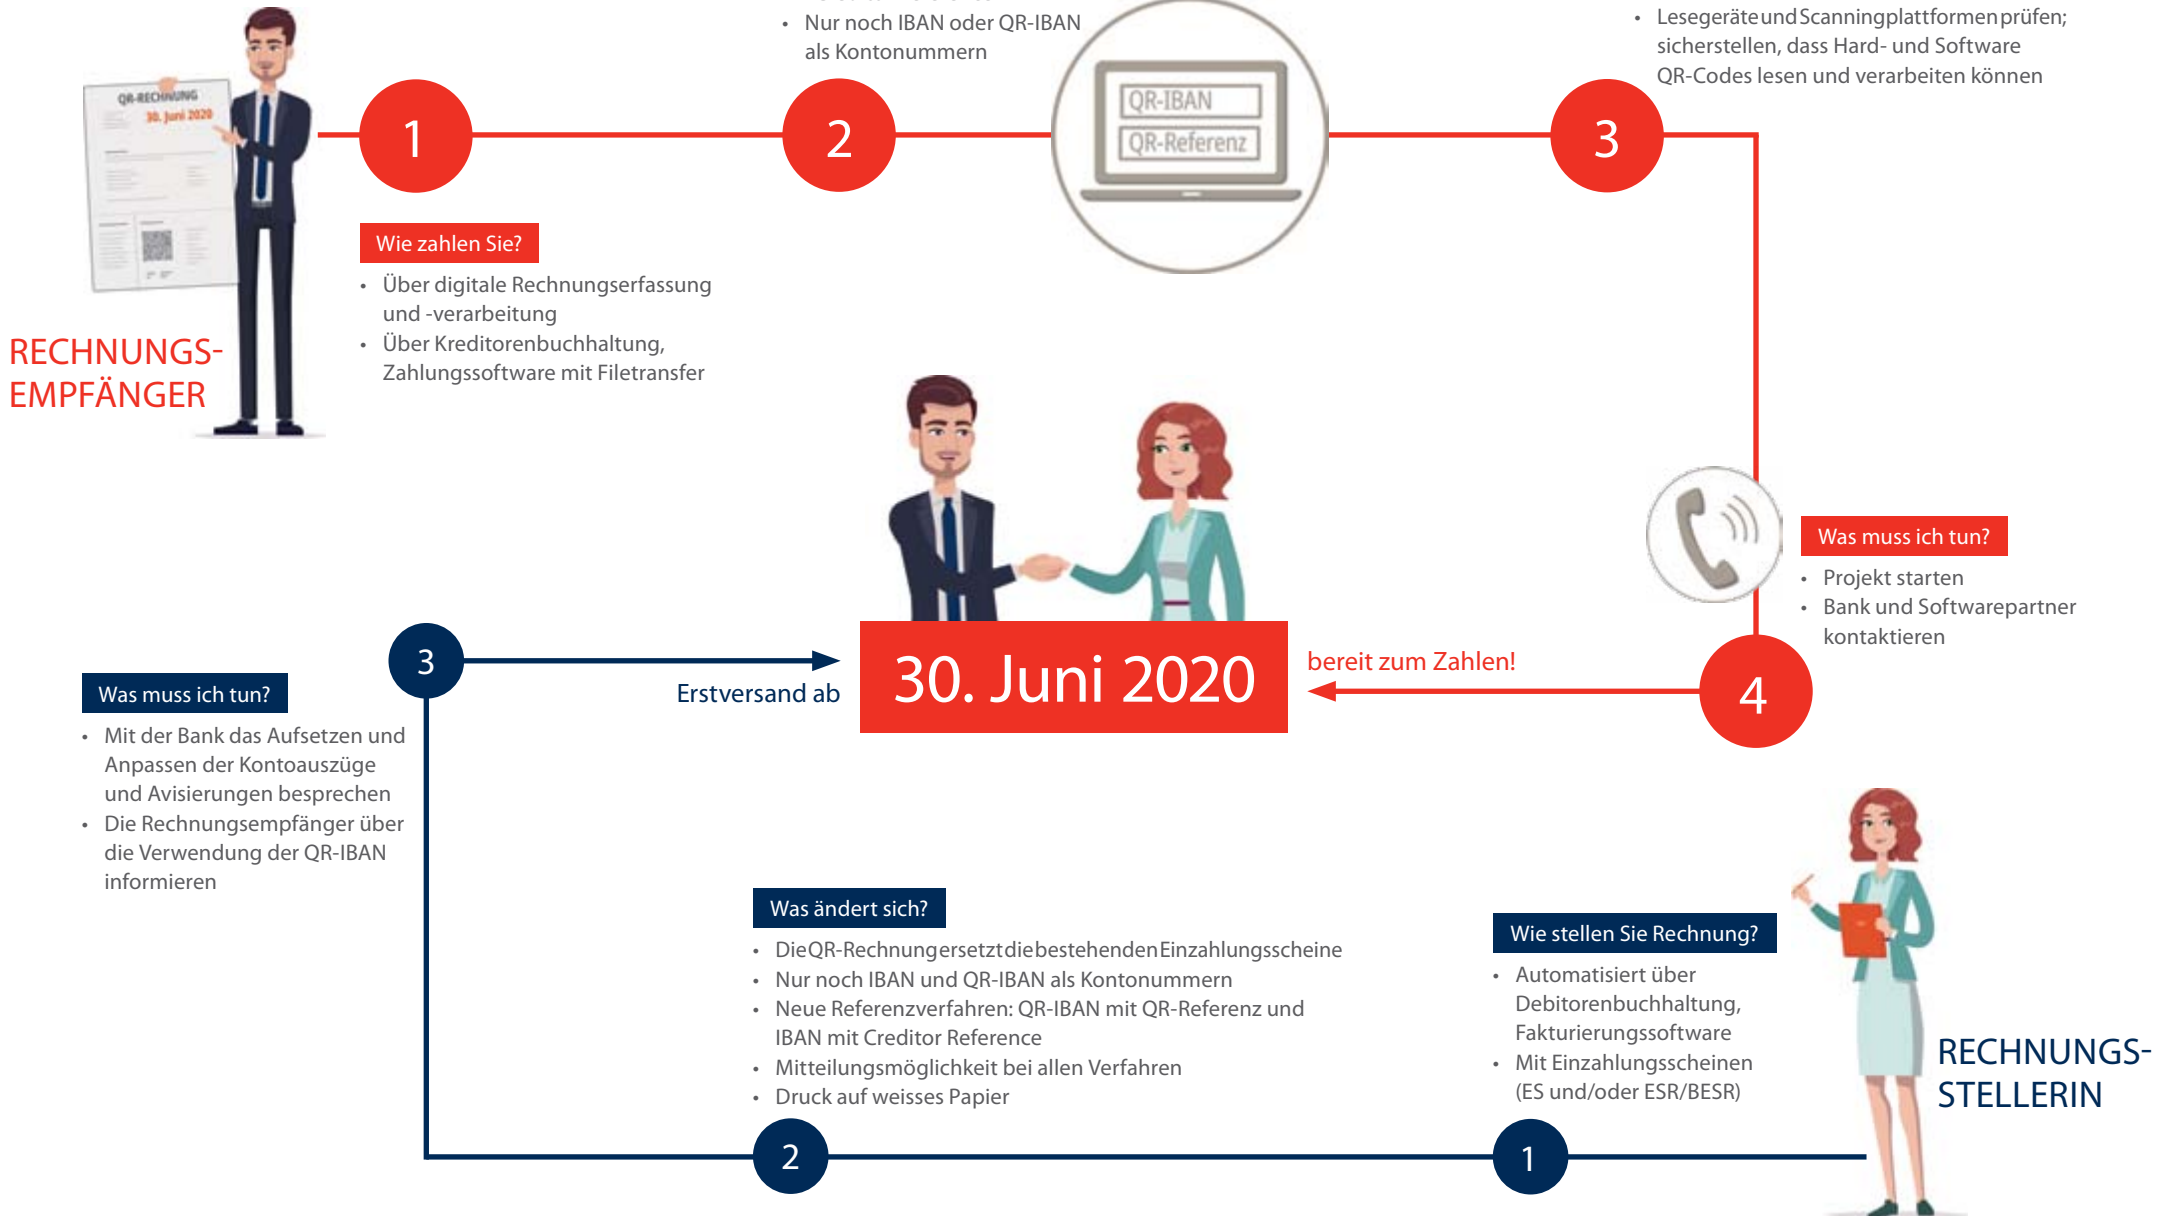 • Nur noch IBAN oder QR-IBAN
als Kontonummern
• Lesegeräte und Scanningplattformen prüfen;
sicherstellen, dass Hard- und Software
QR-Codes lesen und verarbeiten können
QR-RECHNUNG
30. Juni 2020
1
2
QR-IBAN
QR-Referenz
3
Wie zahlen Sie?
• Über digitale Rechnungserfassung
und -verarbeitung
• Über Kreditorenbuchhaltung,
Zahlungssoftware mit Filetransfer
RECHNUNGS-
EMPFÄNGER
Was muss ich tun?
• Projekt starten
• Bank und Softwarepartner
kontaktieren
4
bereit zum Zahlen!
30. Juni 2020
Erstversand ab
3
Was muss ich tun?
• Mit der Bank das Aufsetzen und
Anpassen der Kontoauszüge
und Avisierungen besprechen
• Die Rechnungsempfänger über
die Verwendung der QR-IBAN
informieren
Was ändert sich?
• Die QR-Rechnung ersetzt die bestehenden Einzahlungsscheine
• Nur noch IBAN und QR-IBAN als Kontonummern
• Neue Referenzverfahren: QR-IBAN mit QR-Referenz und
IBAN mit Creditor Reference
• Mitteilungsmöglichkeit bei allen Verfahren
• Druck auf weisses Papier
2
Wie stellen Sie Rechnung?
• Automatisiert über
Debitorenbuchhaltung,
Fakturierungssoftware
• Mit Einzahlungsscheinen
(ES und/oder ESR/BESR)
1
RECHNUNGS-
STELLERIN